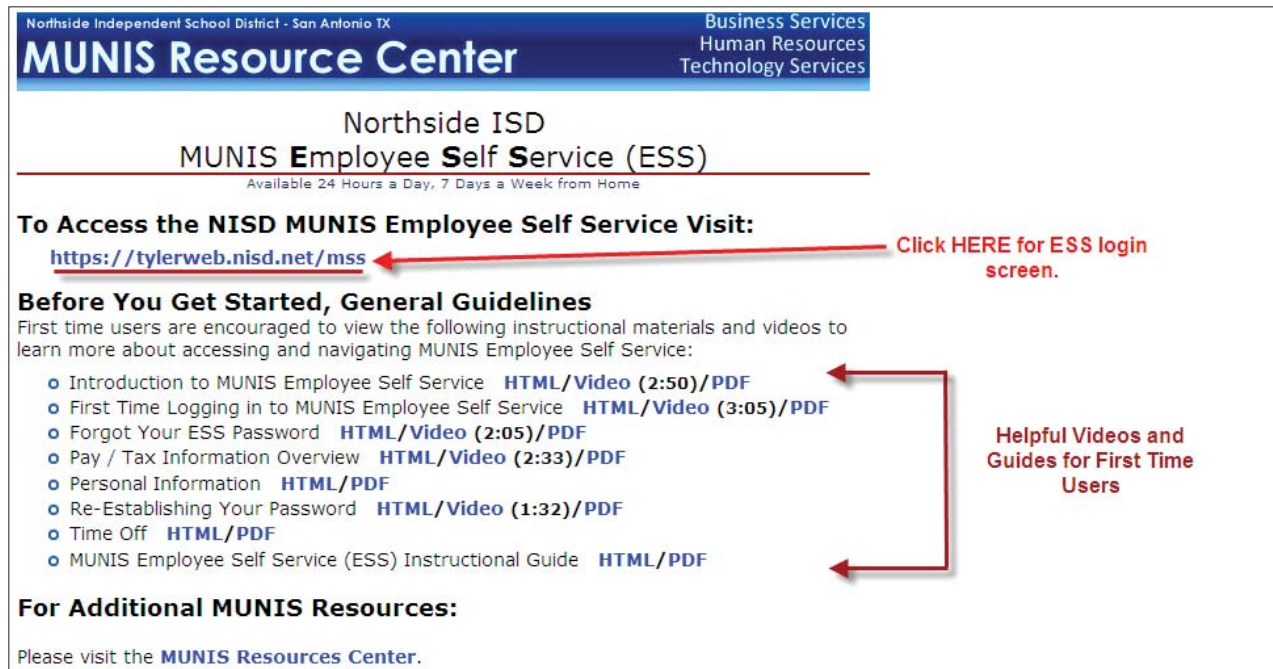 Northside Independent School District - San Antonio TX
MUNIS Resource Center
Business Services
Human Resources
Technology Services
Northside ISD
MUNIS Employee Self Service (ESS)
Available 24 Hours a Day, 7 Days a Week from Home
To Access the NISD MUNIS Employee Self Service Visit:
https://tylerweb.nisd.net/mss
Click HERE for ESS login
screen.
Before You Get Started, General Guidelines
First time users are encouraged to view the following instructional materials and videos to
learn more about accessing and navigating MUNIS Employee Self Service:
Introduction to MUNIS Employee Self Service HTML/Video (2:50)/PDF
First Time Logging in to MUNIS Employee Self Service HTML/Video (3:05)/PDF
Forgot Your ESS Password HTML/Video (2:05)/PDF
Pay / Tax Information Overview HTML/Video (2:33)/PDF
Personal Information HTML/PDF
Re-Establishing Your Password HTML/Video (1:32)/PDF
Time Off HTML/PDF
MUNIS Employee Self Service (ESS) Instructional Guide HTML/PDF
Helpful Videos and
Guides for First Time
Users
For Additional MUNIS Resources:
Please visit the MUNIS Resources Center.